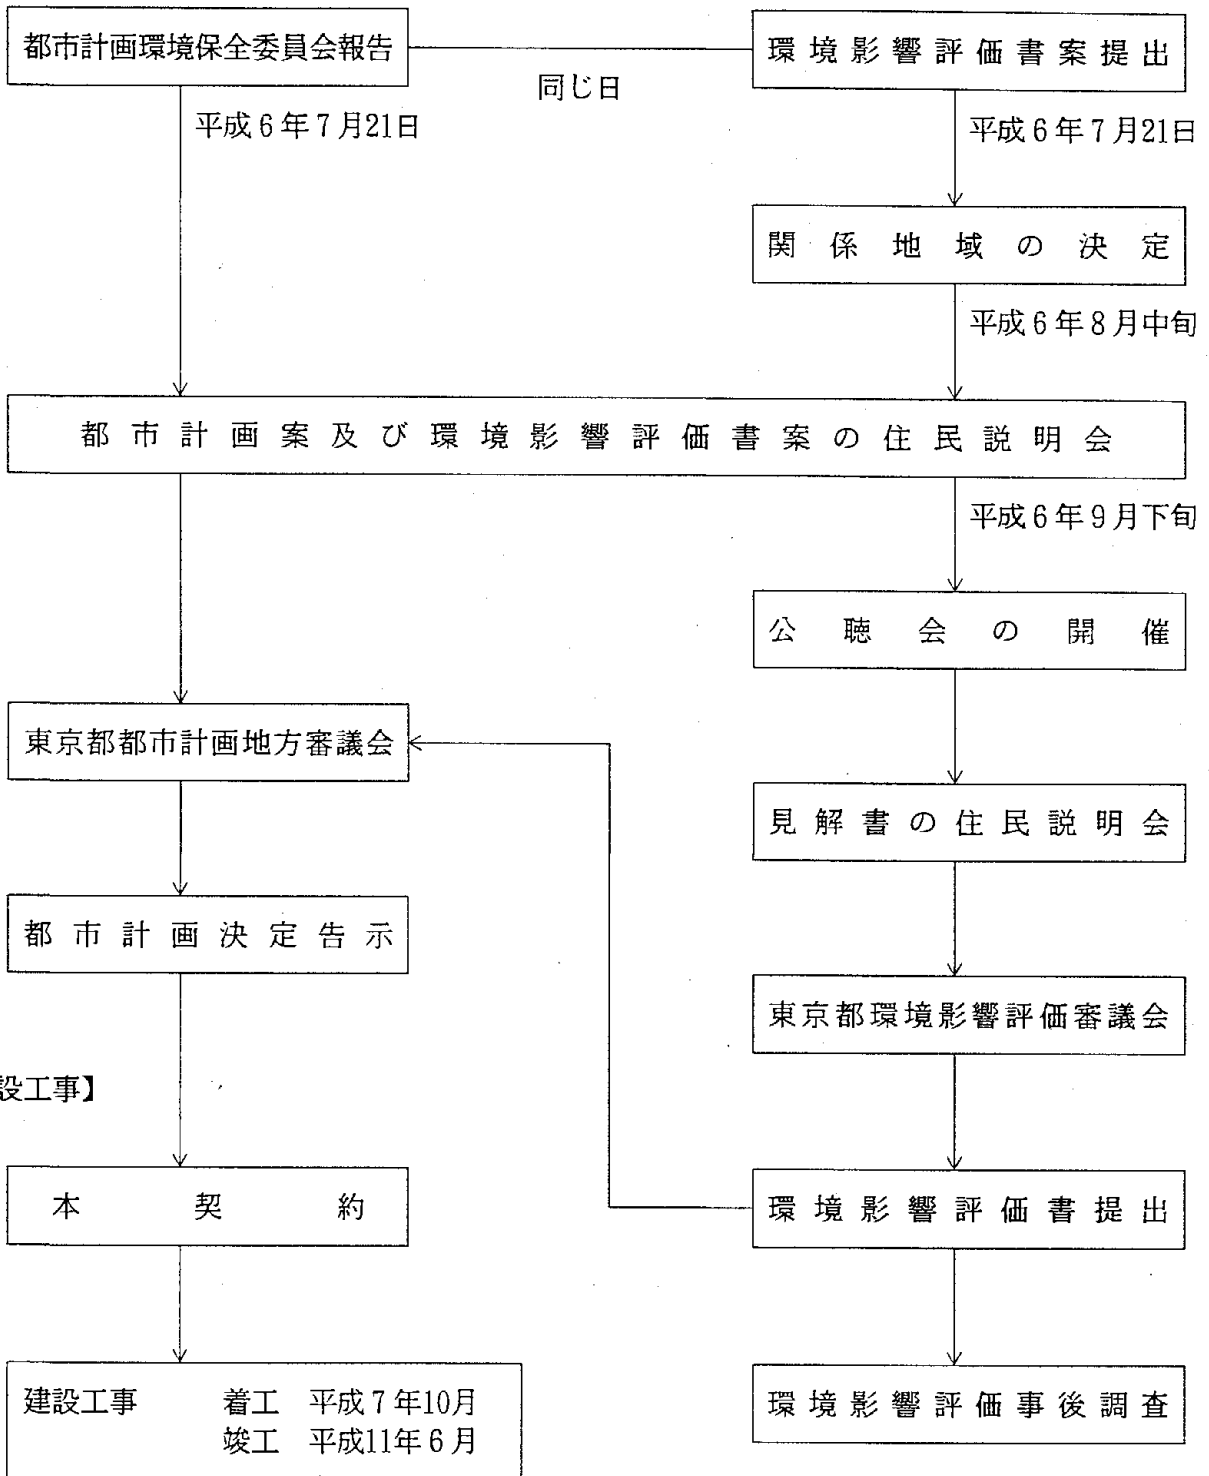 都市計画環境保全委員会報告
環境影響評価書案提出
同じ日
平成6年7月21日
平成6年7月21日
関係地域の決定
平成6年8月中旬
都市計画案及び環境影響評価書案の住民説明会
平成6年9月下旬
公聴会の開催
東京都都市計画地方審議会
見解書の住民説明会
都市計画決定告示
東京都環境影響評価審議会
設工事】
本契約
環境影響評価書提出
建設工事 着工 平成7年10月
竣工 平成11年6月
環境影響評価事後調査